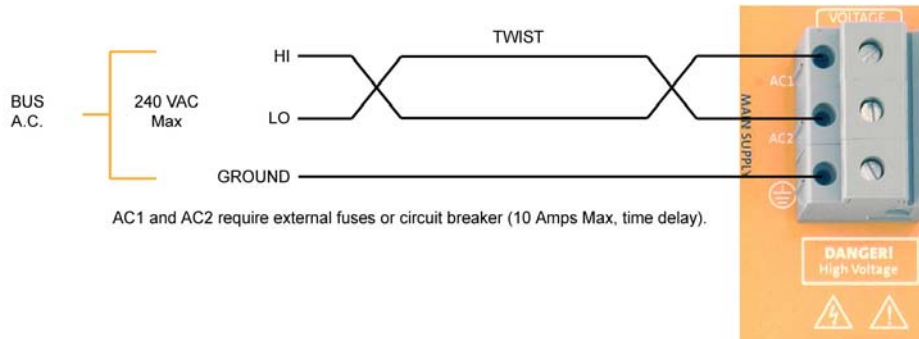 VOLTAGE
TWIST
HI
AC1
BUS
A.C.
240 VAC
Max
LO
MAIN SUPPLY
AC2
GROUND
AC1 and AC2 require external fuses or circuit breaker (10 Amps Max, time delay).
DANGER!
High Voltage